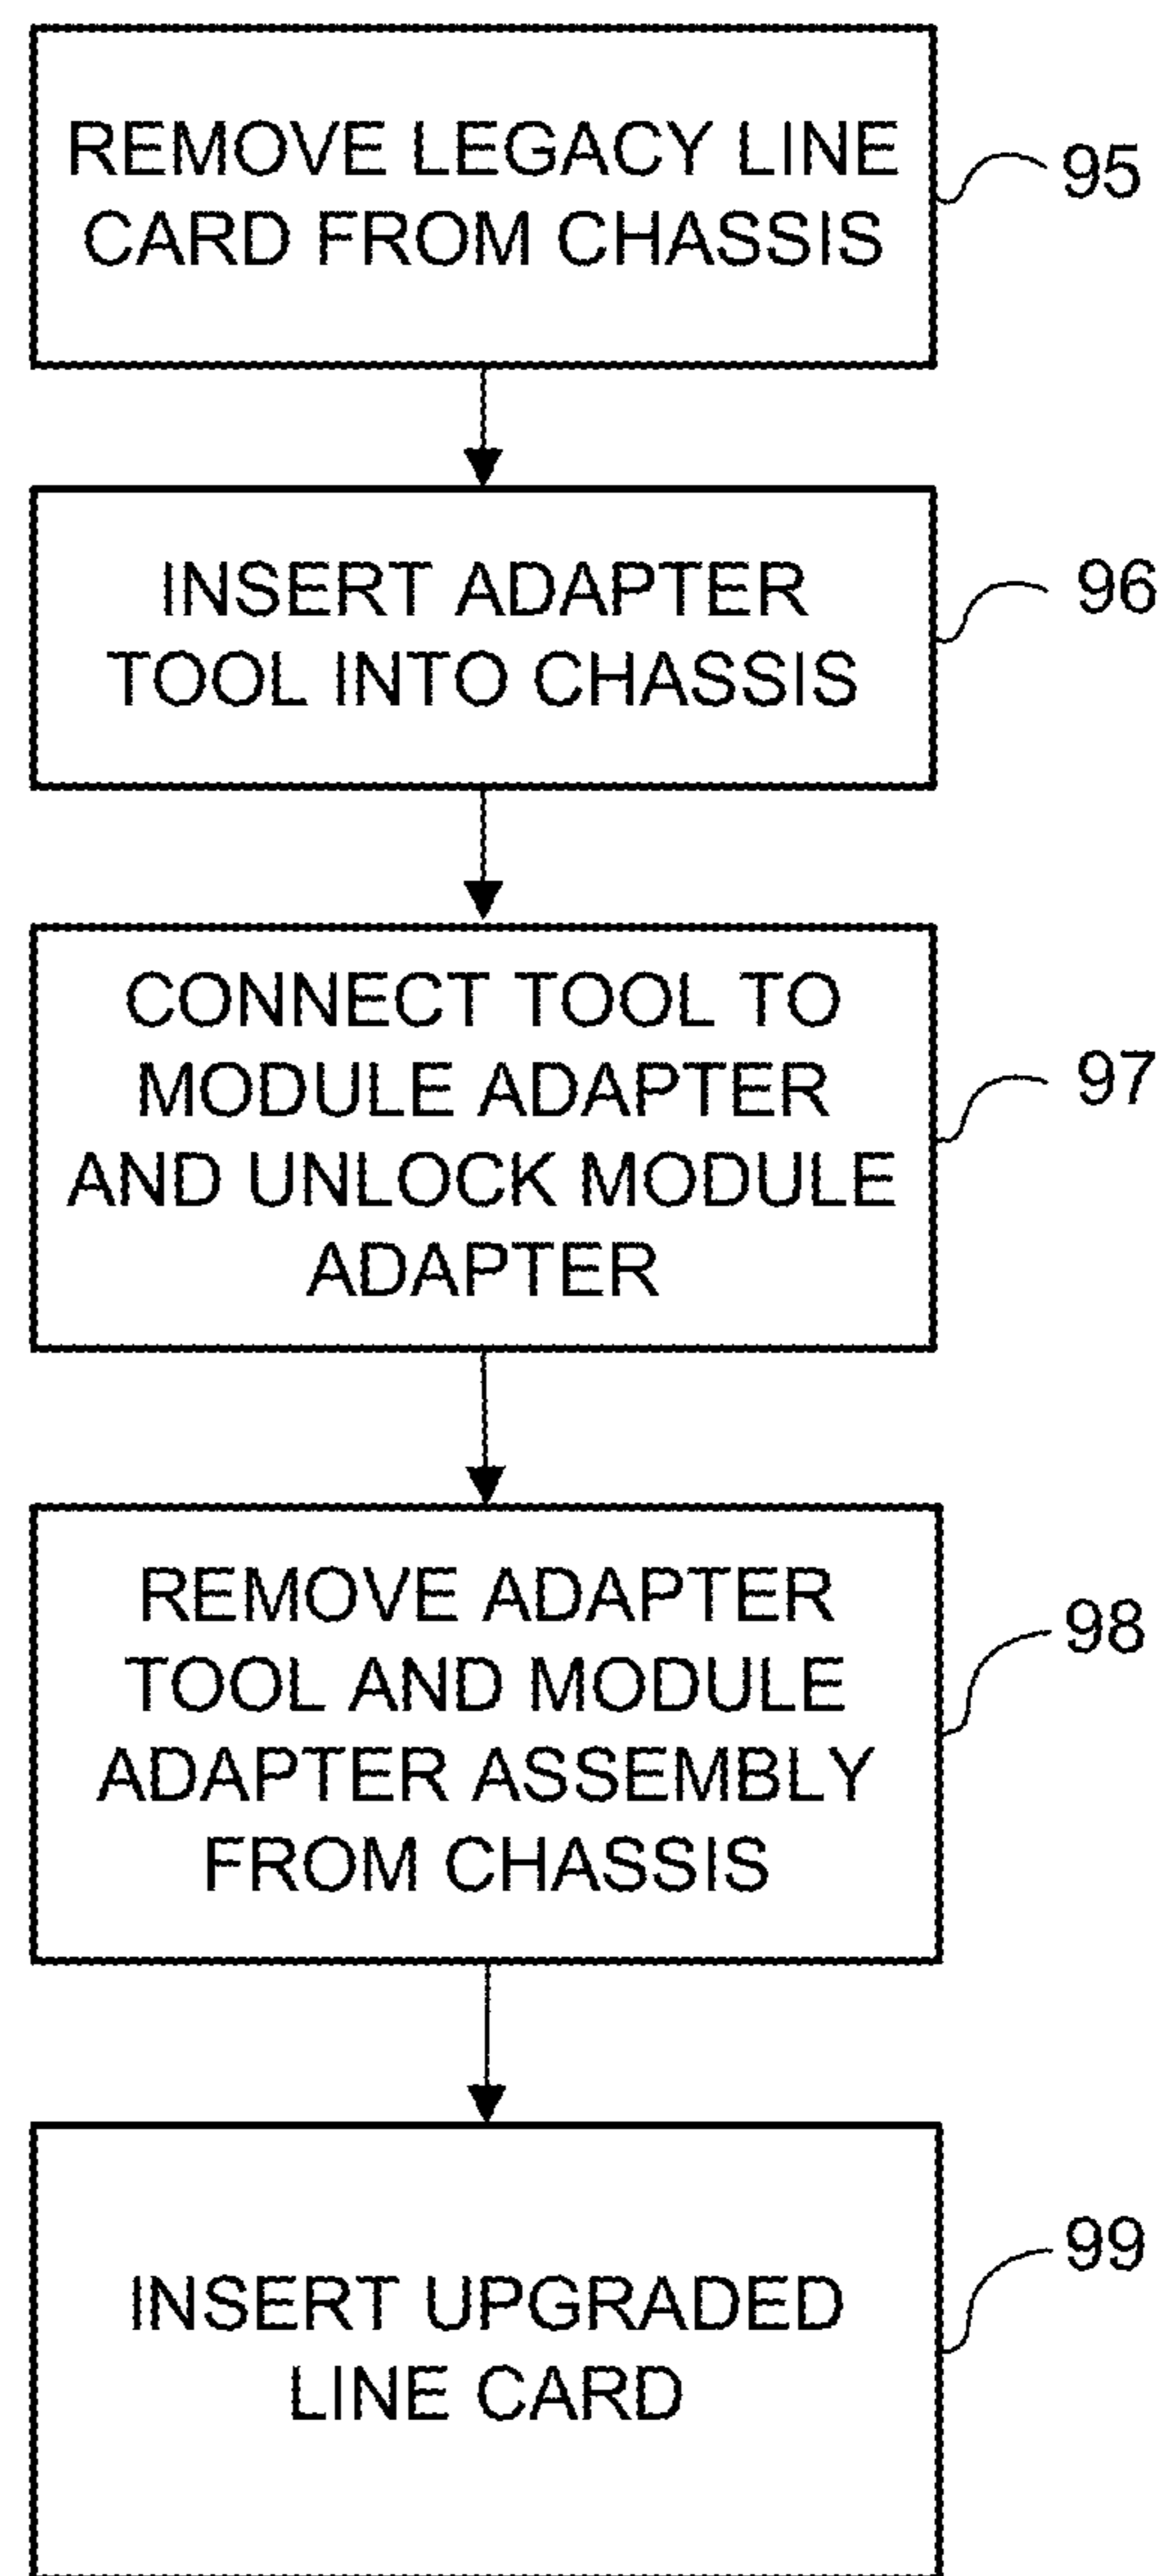 REMOVE LEGACY LINE
CARD FROM CHASSIS
95
INSERT ADAPTER
TOOL INTO CHASSIS
96
CONNECT TOOL TO
MODULE ADAPTER
AND UNLOCK MODULE
ADAPTER
97
REMOVE ADAPTER
TOOL AND MODULE
ADAPTER ASSEMBLY
FROM CHASSIS
98
INSERT UPGRADED
LINE CARD
99